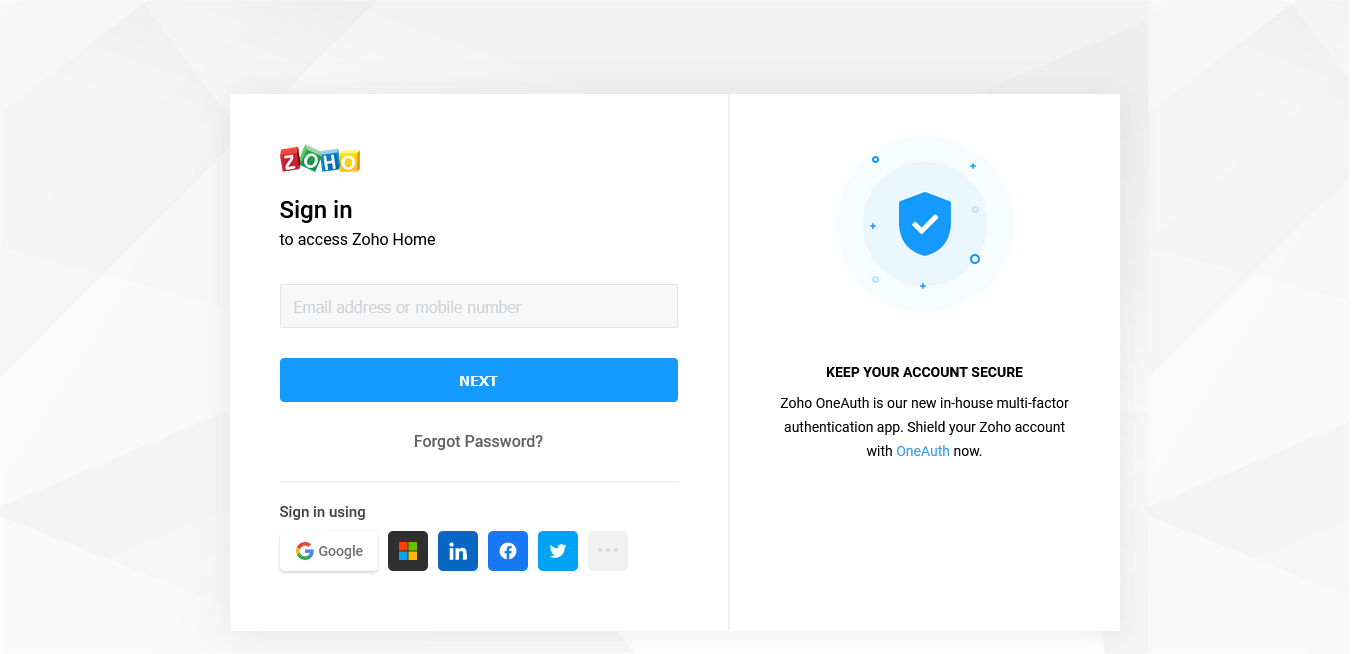 ZOHO
Sign in
to access Zoho Home
Email address or mobile number
NEXT
Forgot Password?
Sign in using
Google
in
KEEP YOUR ACCOUNT SECURE
Zoho OneAuth is our new in-house multi-factor
authentication app. Shield your Zoho account
with OneAuth now.